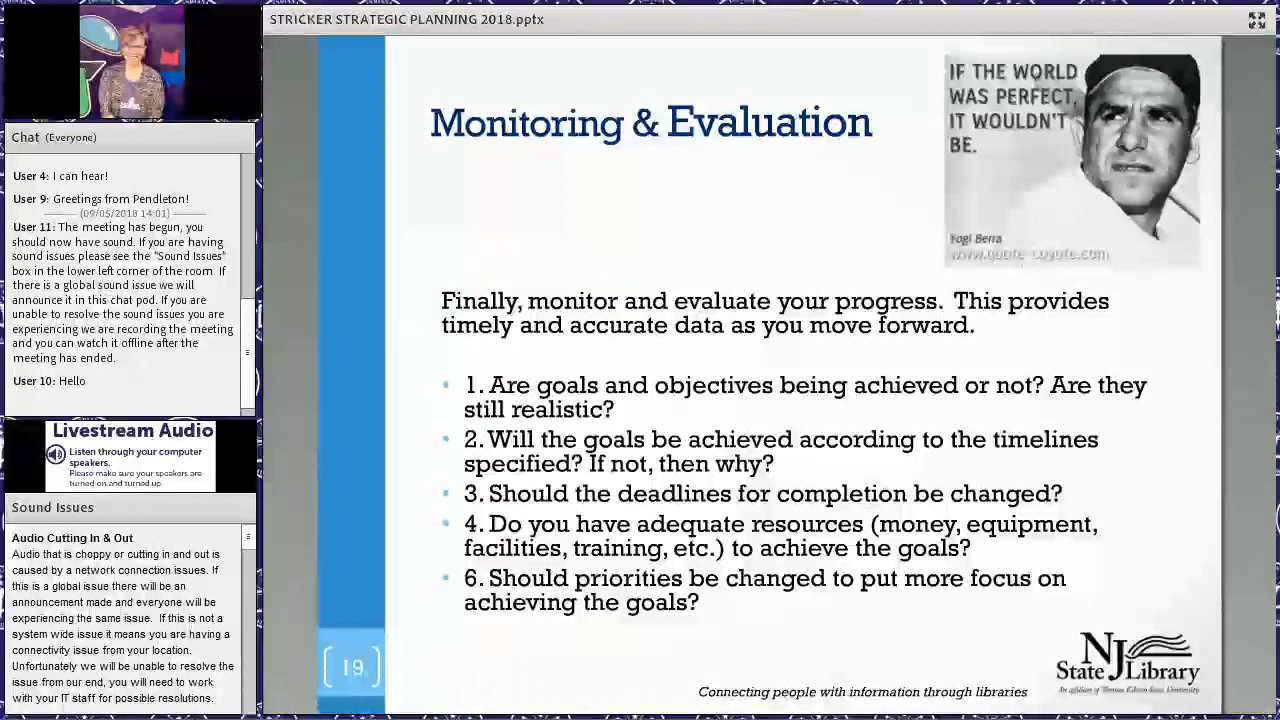 STRICKER STRATEGIC PLANNING 2018.pptx
Chat (Everyone)
User 4: I can hear!
User 9: Greetings from Pendleton!
(09/05/2018 14:01)
User 11: The meeting has begun, you
should now have sound. If you are having
sound issues please see the "Sound Issues"
box in the lower left corner of the room. If
there is a global sound issue we will
announce it in this chat pod. If you are
unable to resolve the sound issues you are
experiencing we are recording the meeting
and you can watch it offline after the
meeting has ended.
User 10: Hello
Livestream Audio
Listen through your computer
speakers.
Please make sure your speakers are
turned on and turned up.
Sound Issues
Audio Cutting In & Out
Audio that is choppy or cutting in and out is
caused by a network connection issues. If
this is a global issue there will be an
announcement made and everyone will be
experiencing the same issue. If this is not a
system wide issue it means you are having a
connectivity issue from your location.
Unfortunately we will be unable to resolve the
issue from our end, you will need to work
with your IT staff for possible resolutions.
Monitoring & Evaluation
IF THE WORLD
WAS PERFECT,
IT WOULDN'T
BE.
Yogi Berra
www.quote-coyote.com
Finally, monitor and evaluate your progress. This provides
timely and accurate data as you move forward.
• 1. Are goals and objectives being achieved or not? Are they
still realistic?
• 2. Will the goals be achieved according to the timelines
specified? If not, then why?
• 3. Should the deadlines for completion be changed?
• 4. Do you have adequate resources (money, equipment,
facilities, training, etc.) to achieve the goals?
• 6. Should priorities be changed to put more focus on
achieving the goals?
[19]
NJ
State Library
An affiliate of Thomas Edison State University
Connecting people with information through libraries